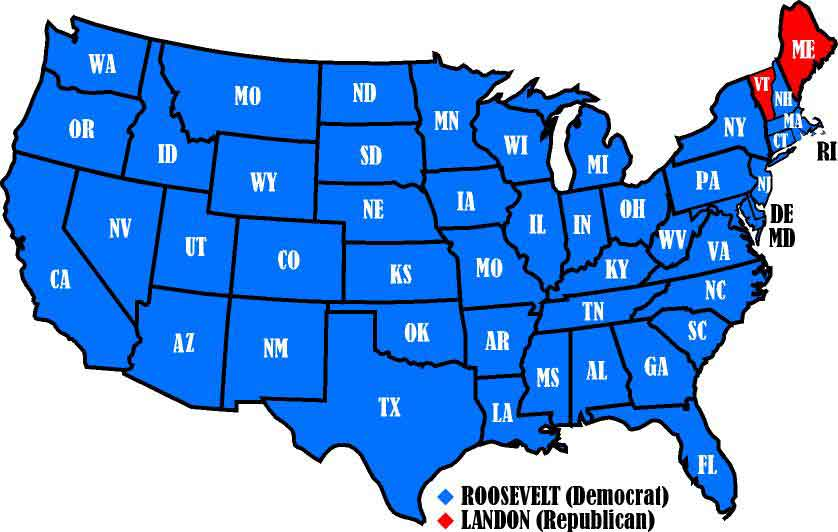 ME
WA
VT
MO
ND
NH
MN
MA
OR
NY
CT
WI
RI
ID
SD
MI
WY
PA
NJ
NE
IA
OH
DE
IL
IN
NV
WV
MD
UT
VA
CO
MO
KY
KS
CA
NC
TN
OK
SC
AZ
AR
NM
GA
MS
AL
TX
LA
FL
ROOSEVELT (Democrat)
LANDON (Republican)